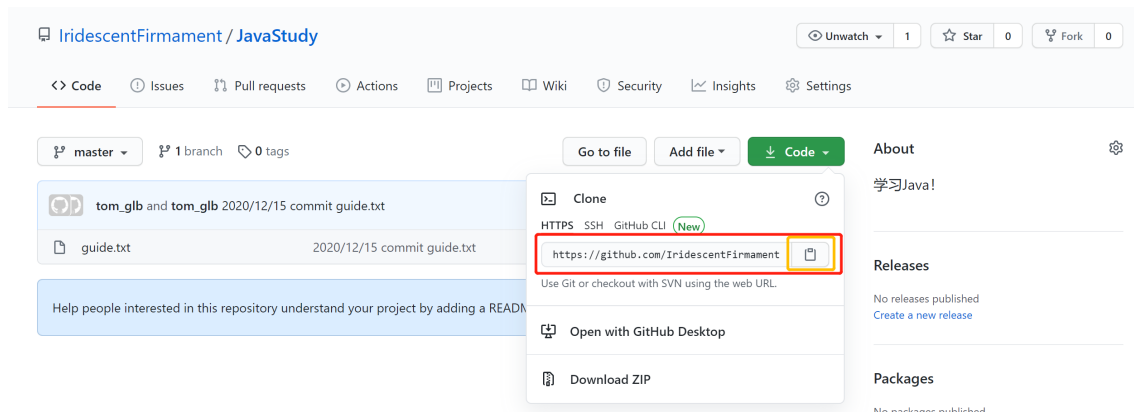 IridescentFirmament / JavaStudy
Unwatch 1 Star 0 Fork 0
Code Issues Pull requests Actions Projects Wiki Security Insights Settings
master 1 branch 0 tags Go to file Add file Code
tom_glb and tom_glb 2020/12/15 commit guide.txt
guide.txt 2020/12/15 commit guide.txt
Help people interested in this repository understand your project by adding a READ
Clone
HTTPS SSH GitHub CLI New
https://github.com/IridescentFirmament
Use Git or checkout with SVN using the web URL.
Open with GitHub Desktop
Download ZIP
About
学习Java!
Releases
No releases published
Create a new release
Packages
No packages published